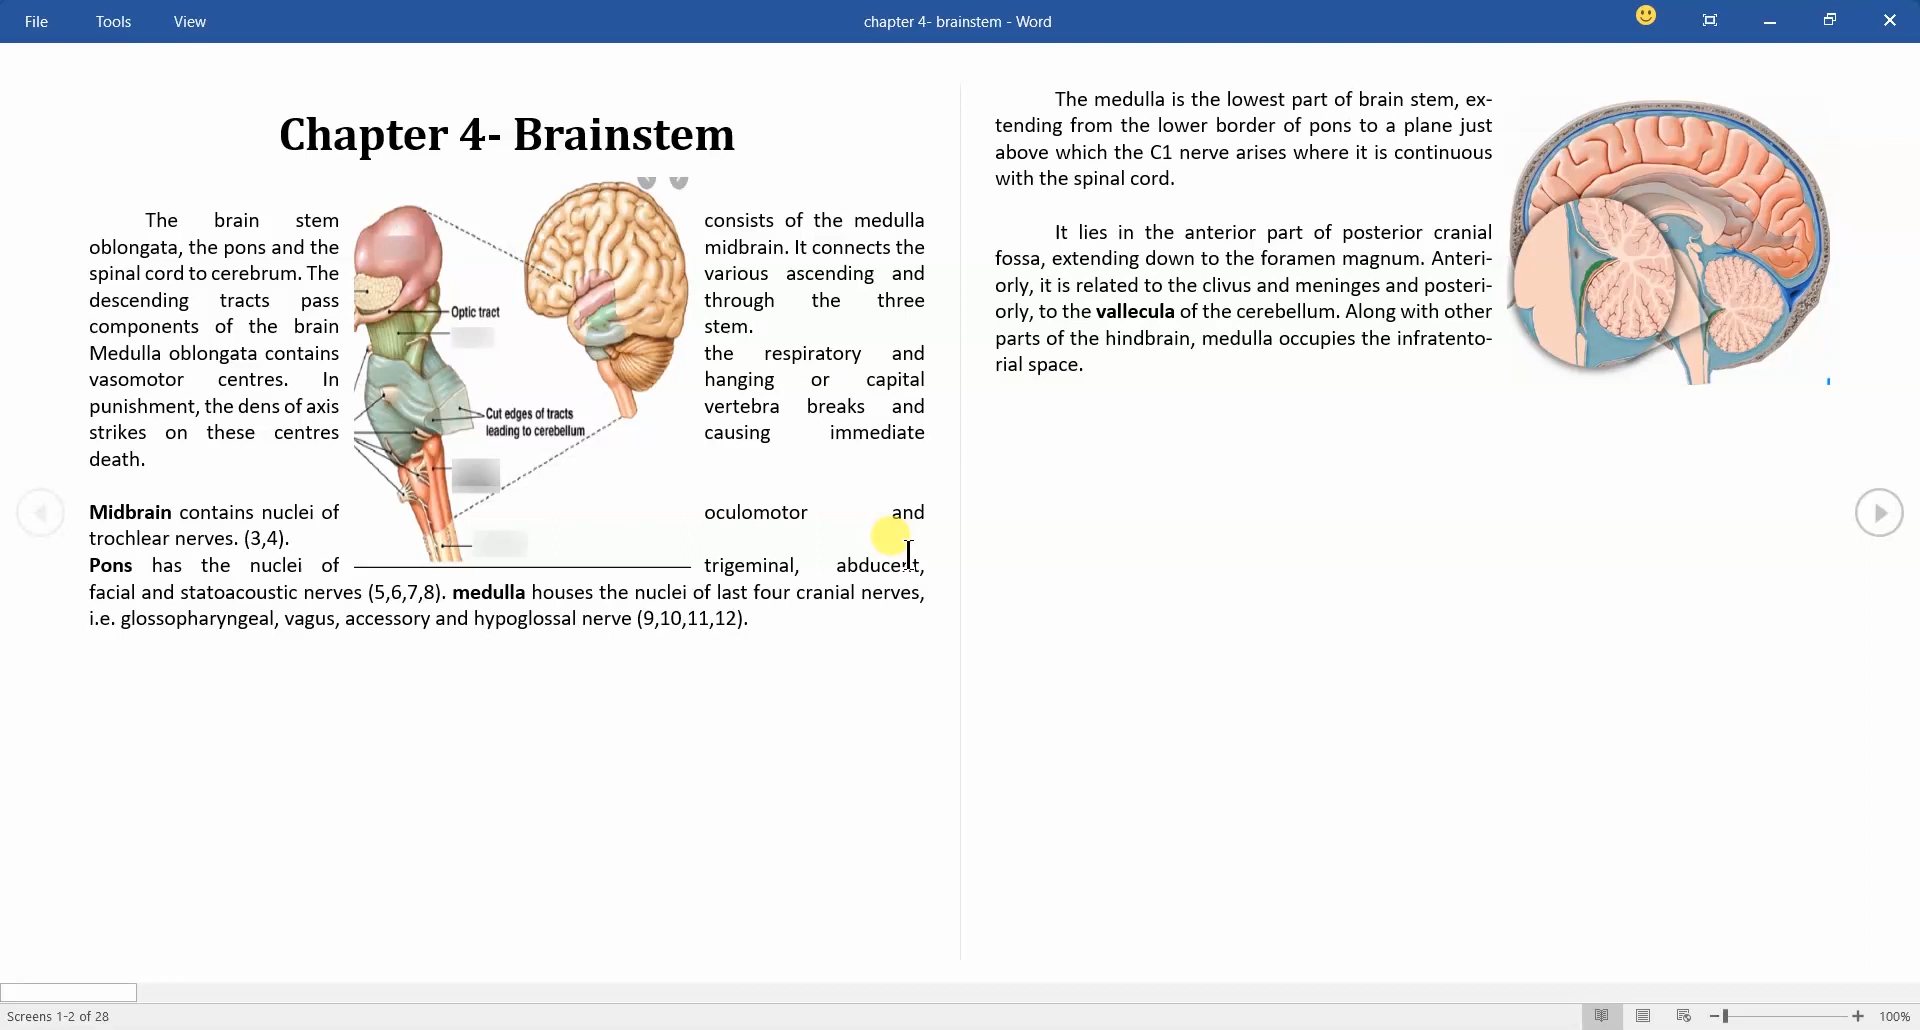 File Tools View chapter 4- brainstem - Word
Chapter 4- Brainstem
The brain stem consists of the medulla
oblongata, the pons and the midbrain. It connects the
spinal cord to cerebrum. The various ascending and
descending tracts pass through the three
components of the brain stem.
Medulla oblongata contains the respiratory and
vasomotor centres. In hanging or capital
punishment, the dens of axis vertebra breaks and
strikes on these centres causing immediate
death.
Optic tract
Cut edges of tracts
leading to cerebellum
Midbrain contains nuclei of oculomotor and
trochlear nerves. (3,4).
Pons has the nuclei of trigeminal, abducent,
facial and statoacoustic nerves (5,6,7,8). medulla houses the nuclei of last four cranial nerves,
i.e. glossopharyngeal, vagus, accessory and hypoglossal nerve (9,10,11,12).
The medulla is the lowest part of brain stem, ex-
tending from the lower border of pons to a plane just
above which the C1 nerve arises where it is continuous
with the spinal cord.
It lies in the anterior part of posterior cranial
fossa, extending down to the foramen magnum. Anteri-
orly, it is related to the clivus and meninges and posteri-
orly, to the vallecula of the cerebellum. Along with other
parts of the hindbrain, medulla occupies the infratento-
rial space.
Screens 1-2 of 28
100%